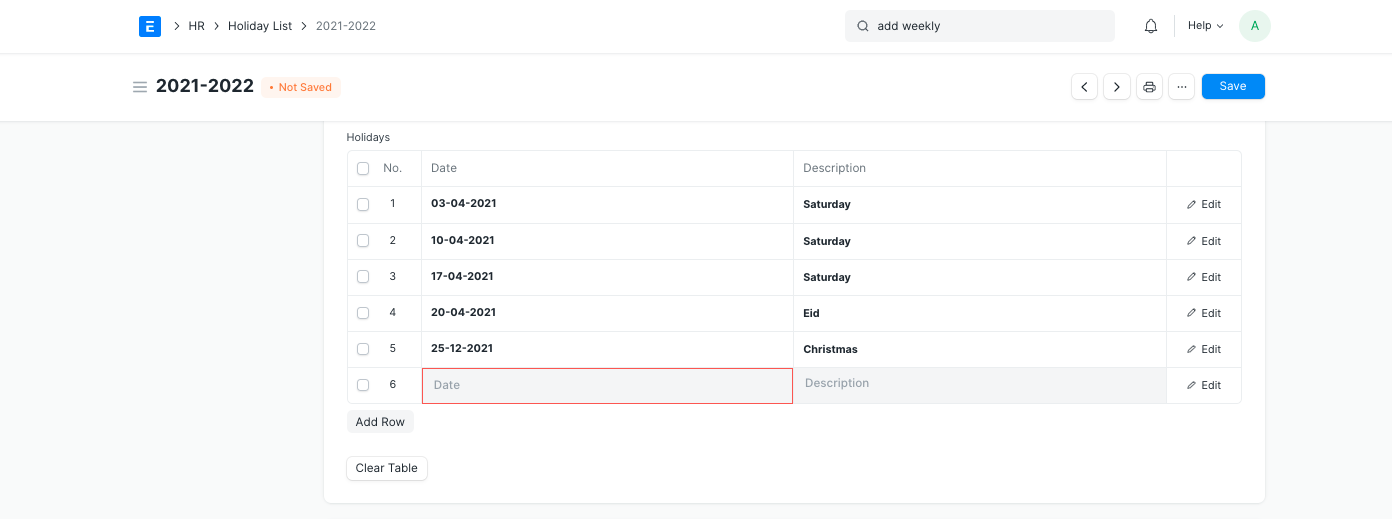 E > HR > Holiday List > 2021-2022 add weekly Help A
2021-2022 • Not Saved ... Save
Holidays
No. Date Description
1 03-04-2021 Saturday Edit
2 10-04-2021 Saturday Edit
3 17-04-2021 Saturday Edit
4 20-04-2021 Eid Edit
5 25-12-2021 Christmas Edit
6 Date Description Edit
Add Row
Clear Table